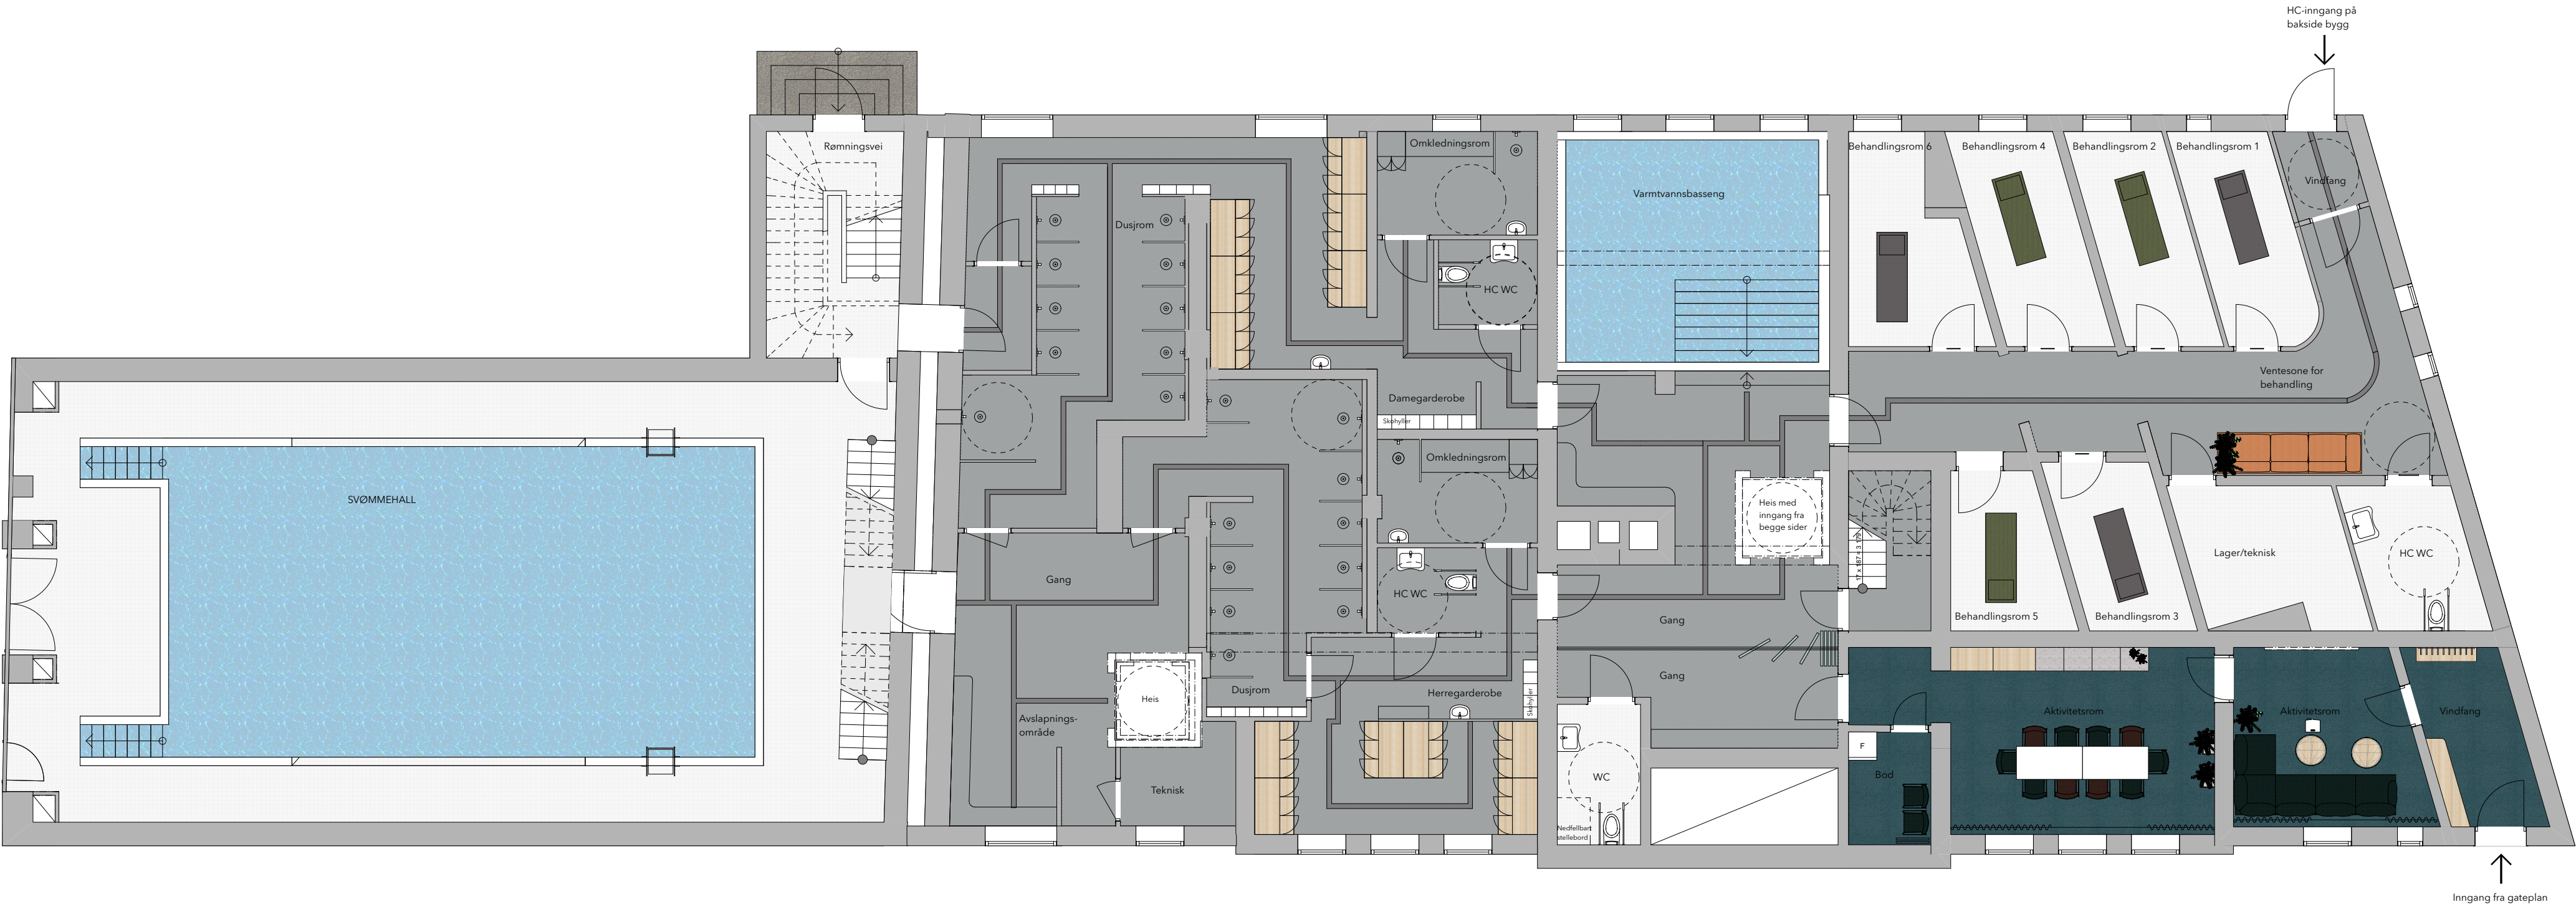 HC-inngang på
bakside bygg
Rømningsvei
Omkledningsrom
Behandlingsrom 6
Behandlingsrom 4
Behandlingsrom 2
Behandlingsrom 1
Vindfang
Varmtvannsbasseng
Dusjrom
HC WC
Ventesone for
behandling
Damegarderobe
Skohyller
Omkledningsrom
SVØMMEHALL
Heis med
inngang fra
begge sider
Lager/teknisk
HC WC
Gang
HC WC
Behandlingsrom 5
Behandlingsrom 3
Gang
Gang
Dusjrom
Herregarderobe
Skohyller
Heis
Avslapnings-
område
Aktivitetsrom
Aktivitetsrom
Vindfang
F
WC
Bod
Teknisk
Nedfellbart
stellebord
Inngang fra gateplan